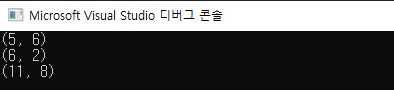 Microsoft Visual Studio 디버그 콘솔
(5, 6)
(6, 2)
(11, 8)